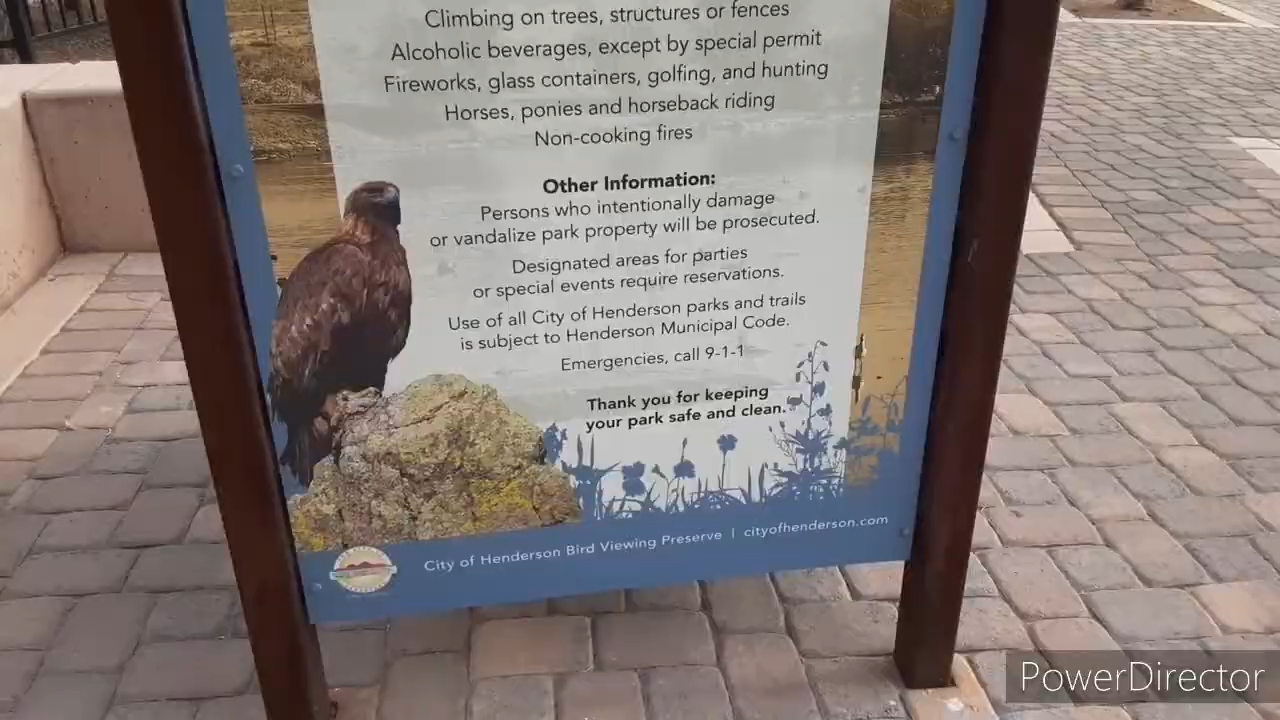 Climbing on trees, structures or fences
Alcoholic beverages, except by special permit
Fireworks, glass containers, golfing, and hunting
Horses, ponies and horseback riding
Non-cooking fires
Other Information:
Persons who intentionally damage
or vandalize park property will be prosecuted.
Designated areas for parties
or special events require reservations.
Use of all City of Henderson parks and trails
is subject to Henderson Municipal Code.
Emergencies, call 9-1-1
Thank you for keeping
your park safe and clean.
City of Henderson Bird Viewing Preserve | cityofhenderson.com
PowerDirector